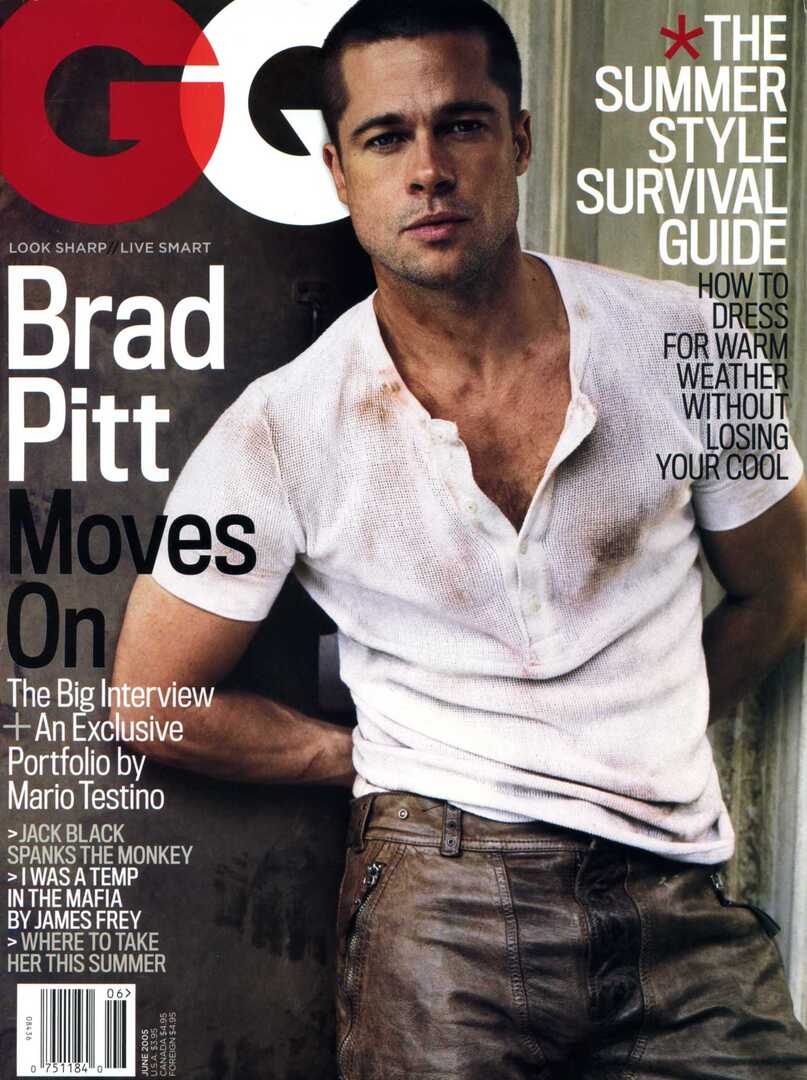 GQ
LOOK SHARP//LIVE SMART
Brad
Pitt
Moves
On
The Big Interview
+An Exclusive
Portfolio by
Mario Testino
>JACK BLACK
SPANKS THE MONKEY
>I WAS A TEMP
IN THE MAFIA
BY JAMES FREY
>WHERE TO TAKE
HER THIS SUMMER
*THE
SUMMER
STYLE
SURVIVAL
GUIDE
HOW TO
DRESS
FOR WARM
WEATHER
WITHOUT
LOSING
YOUR COOL
06>
08436
0 751184 0
JUNE 2005
U.S.A. $3.95
CANADA $4.95
FOREIGN $4.95